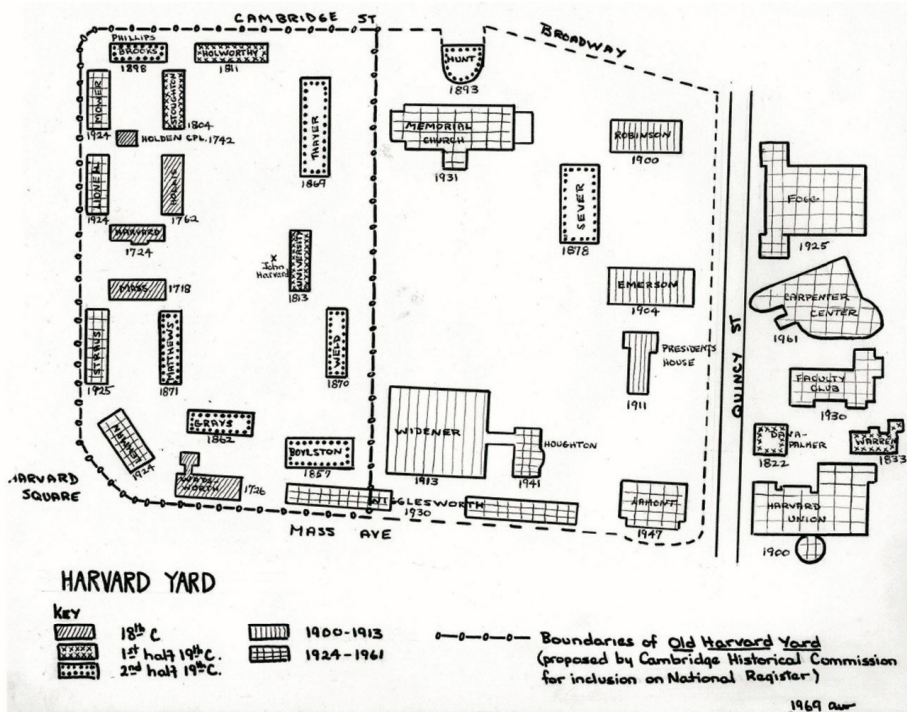 CAMBRIDGE ST
BROADWAY
PHILLIPS
BROOKS
1898
HOLWORTHY
1811
HUNT
1893
MOWER
1924
STOUGHTON
1804
HOLDEN CPL. 1742
THAYER
1869
MEMORIAL
CHURCH
1931
ROBINSON
1900
LIONEL
1924
HOLLIS
1762
SEVER
1878
FOGG
1925
HARVARD
1724
x
John
Harvard
UNIVERSITY
1813
MASS
1718
EMERSON
1904
CARPENTER
CENTER
1961
STRAUS
1925
MATTHEWS
1871
WELD
1870
PRESIDENTS
HOUSE
1911
QUINCY ST
FACULTY
CLUB
1930
GRAYS
1862
1924
BOYLSTON
1857
WIDENER
1913
HOUGHTON
1941
DANA-
PALMER
1822
WARREN
1833
HARVARD
SQUARE
WADS-
WORTH
1726
WIGGLESWORTH
1930
LAMONT
1947
HARVARD
UNION
1900
MASS AVE
HARVARD YARD
KEY
18th C
1st half 19th C.
2nd half 19th C.
1900-1913
1924-1961
Boundaries of Old Harvard Yard
(proposed by Cambridge Historical Commission
for inclusion on National Register)
1969